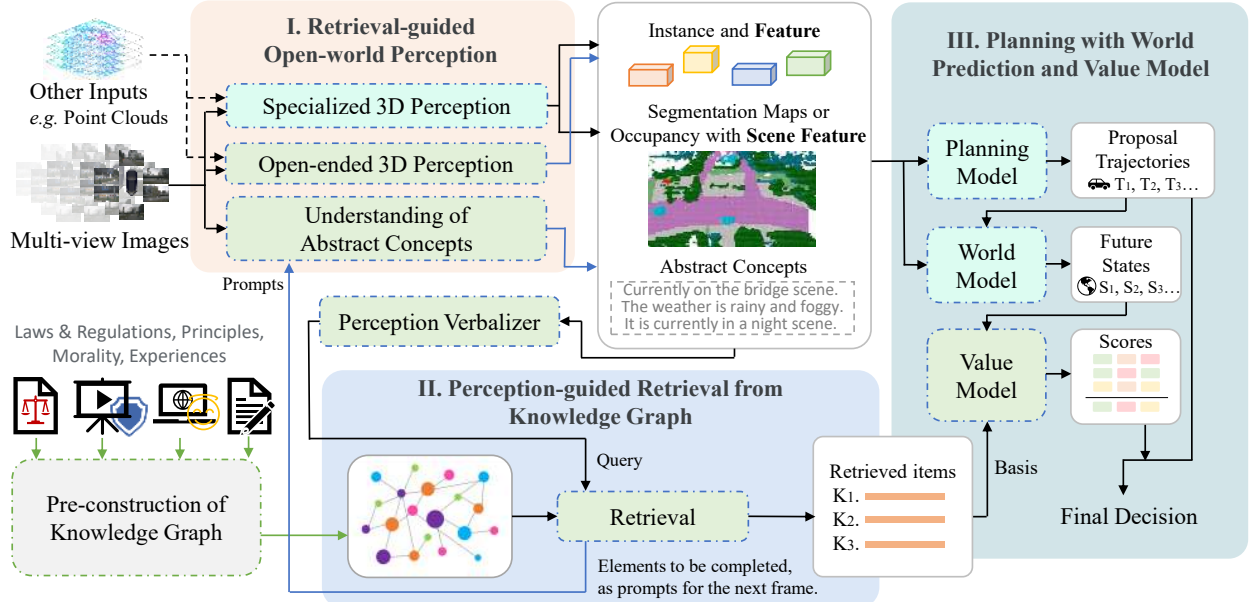 I. Retrieval-guided
Open-world Perception
Other Inputs
e.g. Point Clouds
Multi-view Images
Specialized 3D Perception
Open-ended 3D Perception
Understanding of
Abstract Concepts
Prompts
Instance and Feature
Segmentation Maps or
Occupancy with Scene Feature
Abstract Concepts
Currently on the bridge scene.
The weather is rainy and foggy.
It is currently in a night scene.
Perception Verbalizer
Laws & Regulations, Principles,
Morality, Experiences
Pre-construction of
Knowledge Graph
II. Perception-guided Retrieval from
Knowledge Graph
Query
Retrieval
Elements to be completed,
as prompts for the next frame.
Retrieved items
K1.
K2.
K3.
Basis
III. Planning with World
Prediction and Value Model
Planning
Model
Proposal
Trajectories
T1, T2, T3...
World
Model
Future
States
S1, S2, S3...
Value
Model
Scores
Final Decision